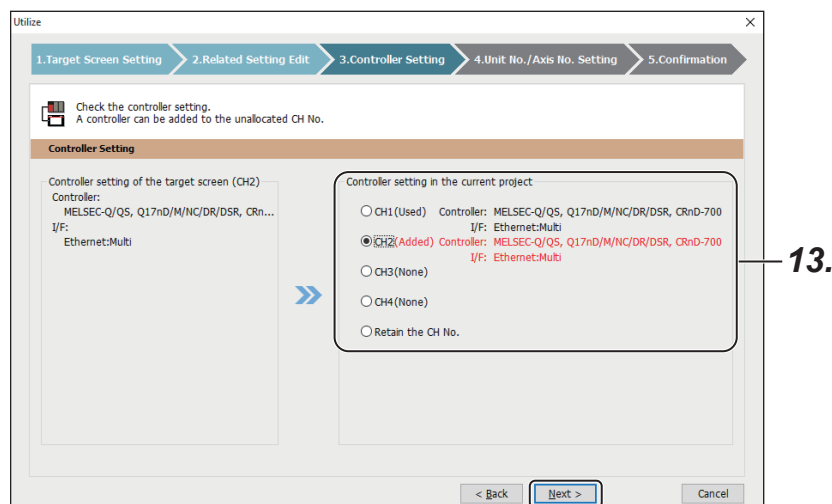 Utilize
1.Target Screen Setting 2.Related Setting Edit 3.Controller Setting 4.Unit No./Axis No. Setting 5.Confirmation
Check the controller setting.
A controller can be added to the unallocated CH No.
Controller Setting
Controller setting of the target screen (CH2)
Controller:
MELSEC-Q/QS, Q17nD/M/NC/DR/DSR, CRn...
I/F:
Ethernet:Multi
Controller setting in the current project
CH1(Used) Controller: MELSEC-Q/QS, Q17nD/M/NC/DR/DSR, CRnD-700
I/F: Ethernet:Multi
CH2(Added) Controller: MELSEC-Q/QS, Q17nD/M/NC/DR/DSR, CRnD-700
I/F: Ethernet:Multi
CH3(None)
CH4(None)
Retain the CH No.
13.
< Back Next > Cancel